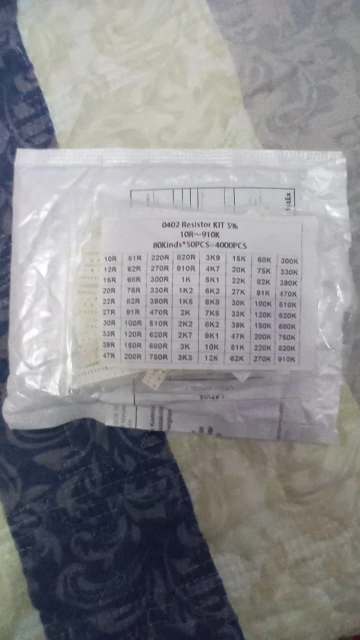 0402 Resistor KIT 5%
10R~910K
80Kinds*50PCS=4000PCS
10R 51R 220R 820R 3K9 15K 68K 300K
12R 62R 270R 910R 4K7 20K 75K 330K
15R 68R 300R 1K 5K1 22K 82K 390K
20R 75R 330R 1K2 6K2 27K 91K 470K
22R 82R 390R 1K5 6K8 30K 100K 510K
27R 91R 470R 2K 7K5 33K 120K 620K
30R 100R 510R 2K2 8K2 39K 150K 680K
33R 120R 620R 2K7 9K1 47K 200K 750K
39R 150R 680R 3K 10K 51K 220K 820K
47R 200R 750R 3K3 12K 62K 270K 910K